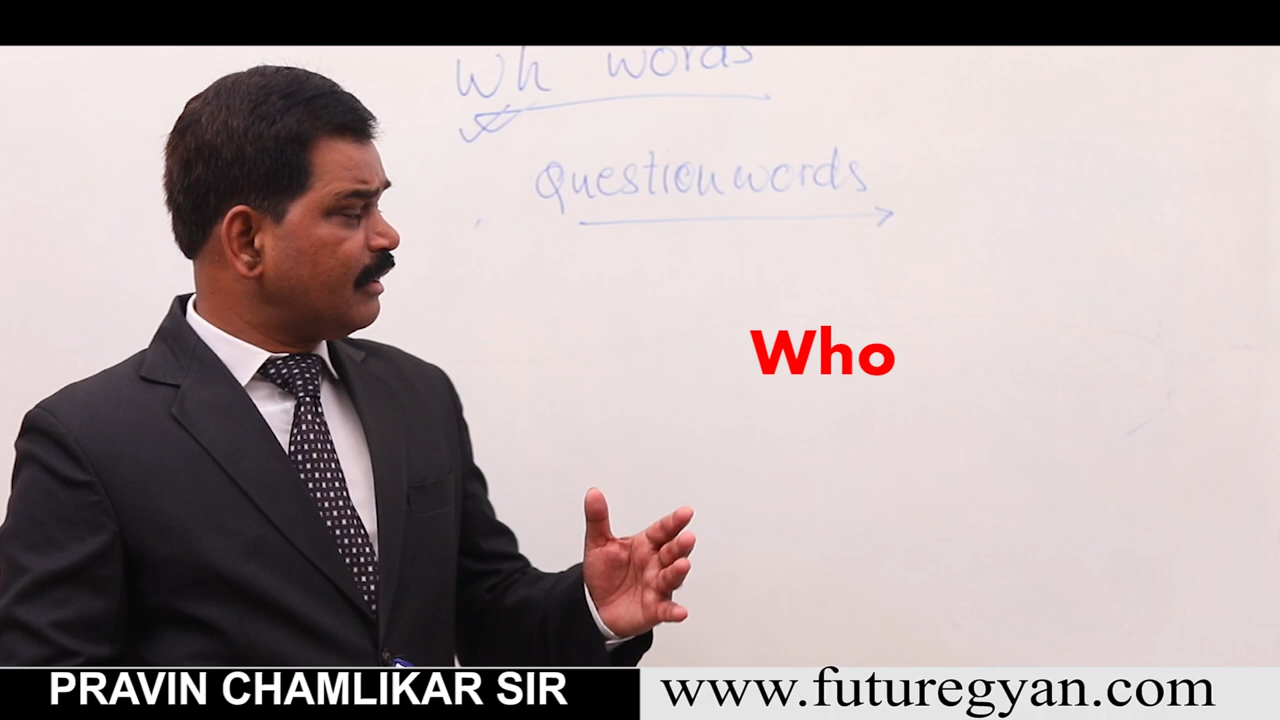 Wh words
Question words
Who
PRAVIN CHAMLIKAR SIR
www.futuregyan.com